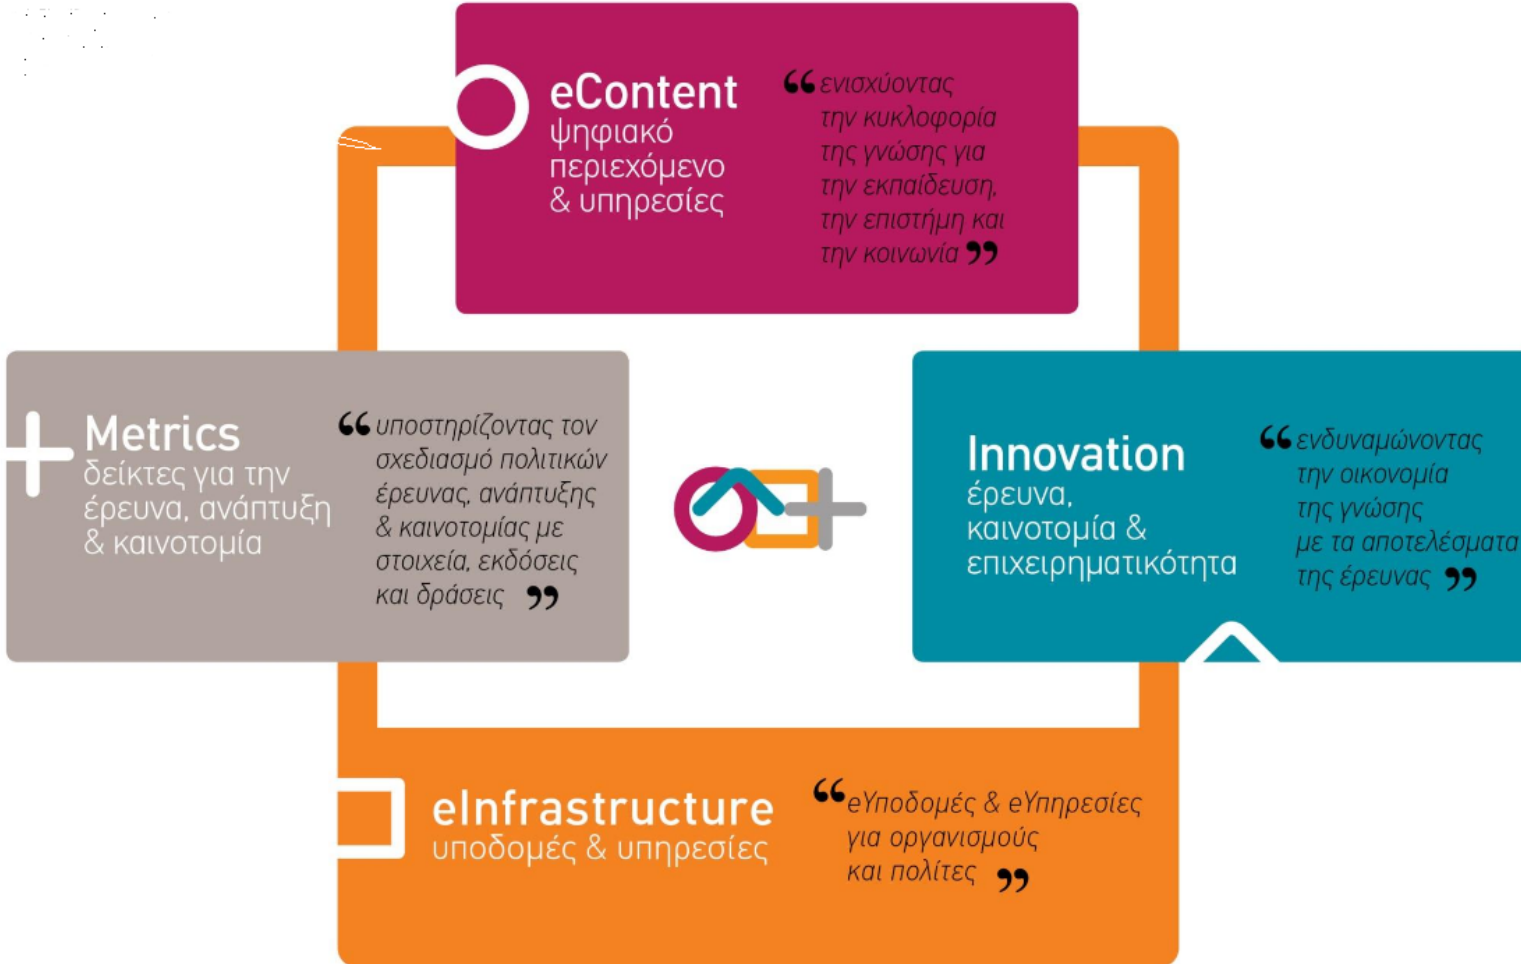 eContent
ψηφιακό
περιεχόμενο
& υπηρεσίες
“ ενισχύοντας
την κυκλοφορία
της γνώσης για
την εκπαίδευση,
την επιστήμη και
την κοινωνία ”
Metrics
δείκτες για την
έρευνα, ανάπτυξη
& καινοτομία
“ υποστηρίζοντας τον
σχεδιασμό πολιτικών
έρευνας, ανάπτυξης
& καινοτομίας με
στοιχεία, εκδόσεις
και δράσεις ”
Innovation
έρευνα,
καινοτομία &
επιχειρηματικότητα
“ ενδυναμώνοντας
την οικονομία
της γνώσης
με τα αποτελέσματα
της έρευνας ”
eInfrastructure
υποδομές & υπηρεσίες
“ eΥποδομές & eΥπηρεσίες
για οργανισμούς
και πολίτες ”